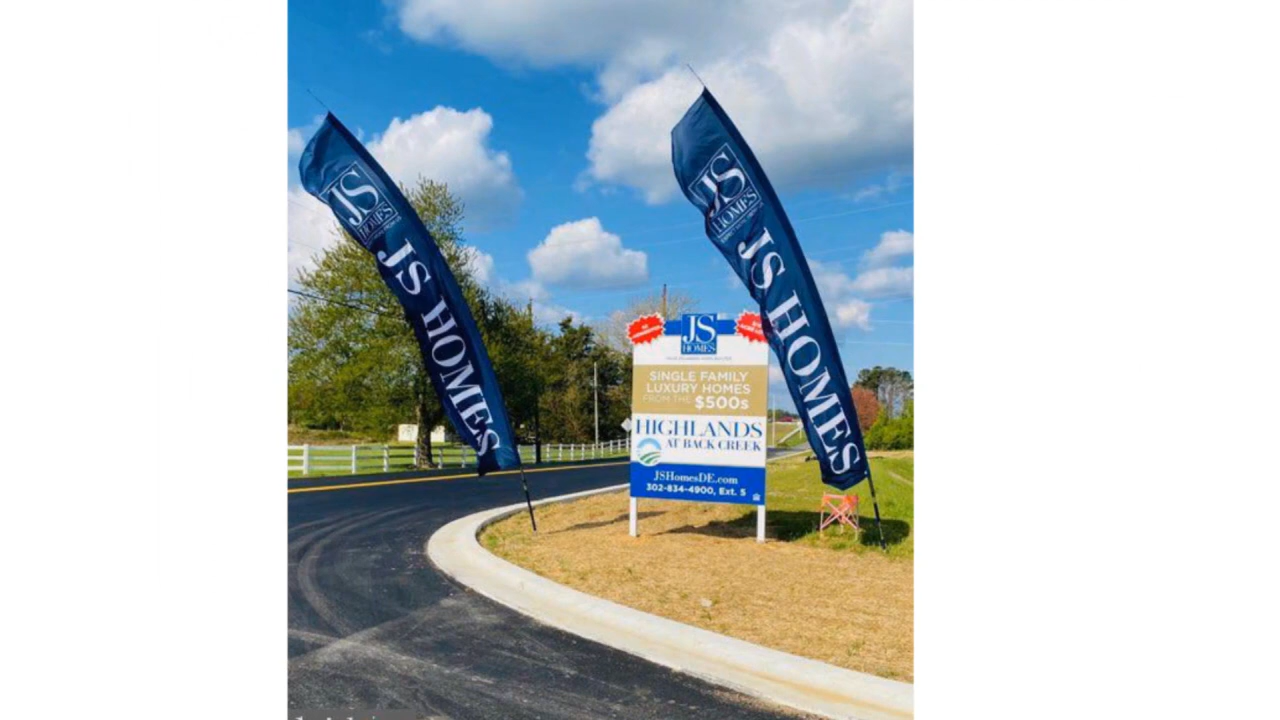 JS
HOMES
JS HOMES
JS
HOMES
JS HOMES
JS
HOMES
SINGLE FAMILY
LUXURY HOMES
FROM THE $500s
HIGHLANDS
AT BACK CREEK
JSHomesDE.com
302-834-4900, Ext. 5